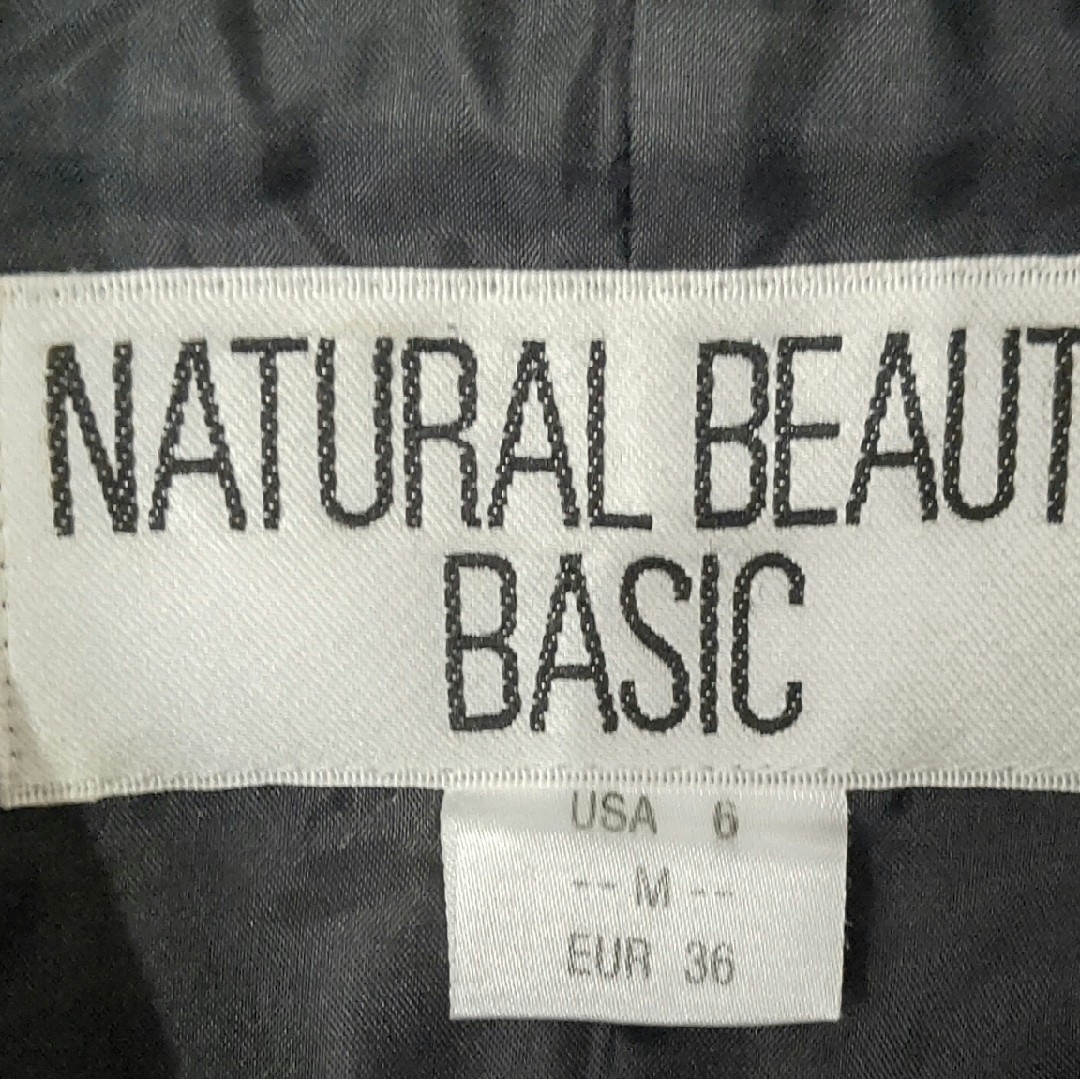 NATURAL BEAUT
BASIC
USA 6
-- M --
EUR 36